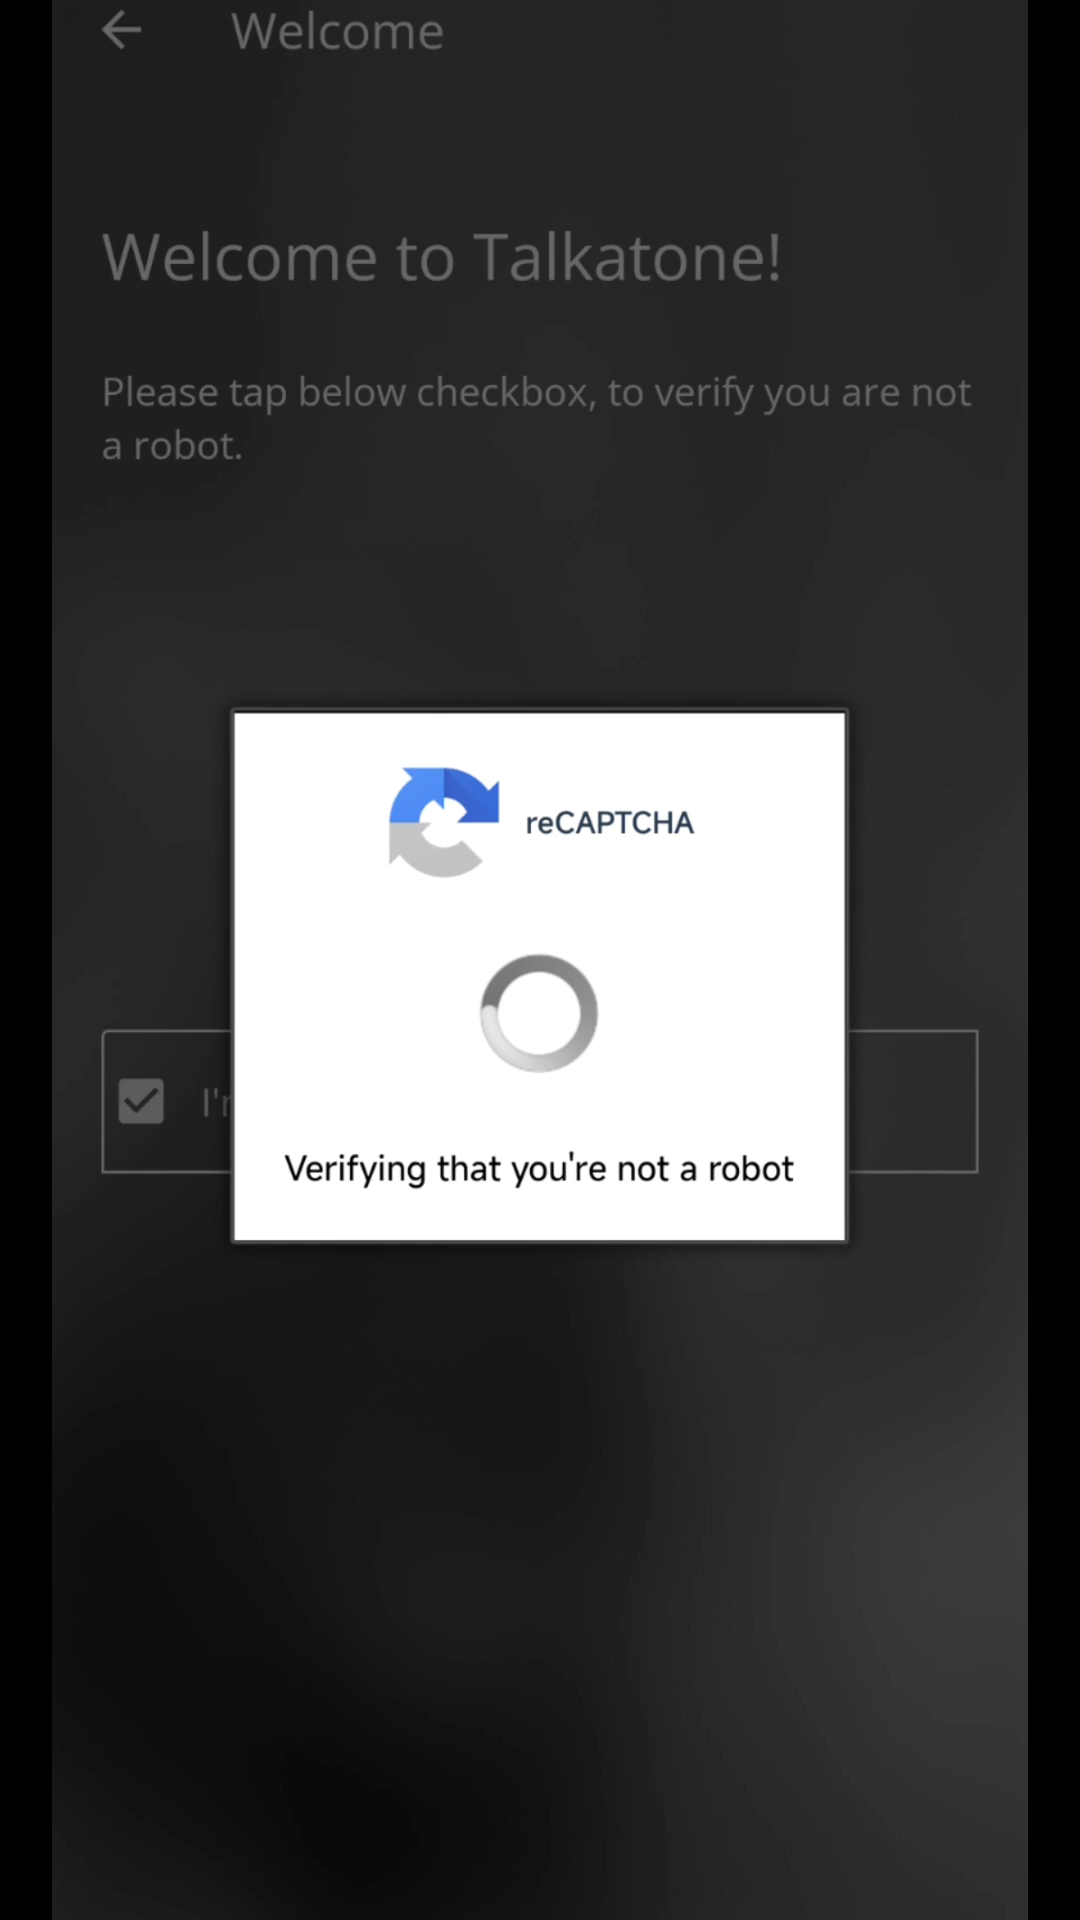 Welcome
Welcome to Talkatone!
Please tap below checkbox, to verify you are not
a robot.
reCAPTCHA
I'
Verifying that you're not a robot